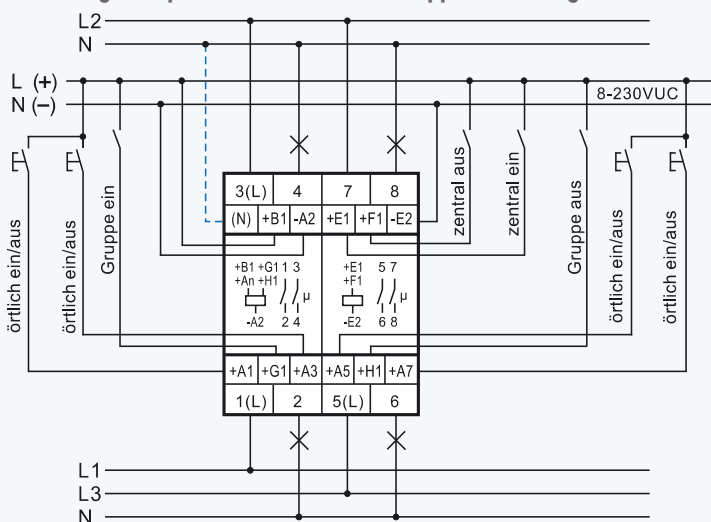 L2
N
L (+)
N (–)
8-230VUC
örtlich ein/aus
örtlich ein/aus
Gruppe ein
zentral aus
zentral ein
Gruppe aus
örtlich ein/aus
örtlich ein/aus
3(L) 4 7 8
(N) +B1 -A2 +E1 +F1 -E2
+B1 +G1 1 3
+An +H1
µ
-A2 2 4
+E1 5 7
+F1
µ
-E2 6 8
+A1 +G1 +A3 +A5 +H1 +A7
1(L) 2 5(L) 6
L1
L3
N